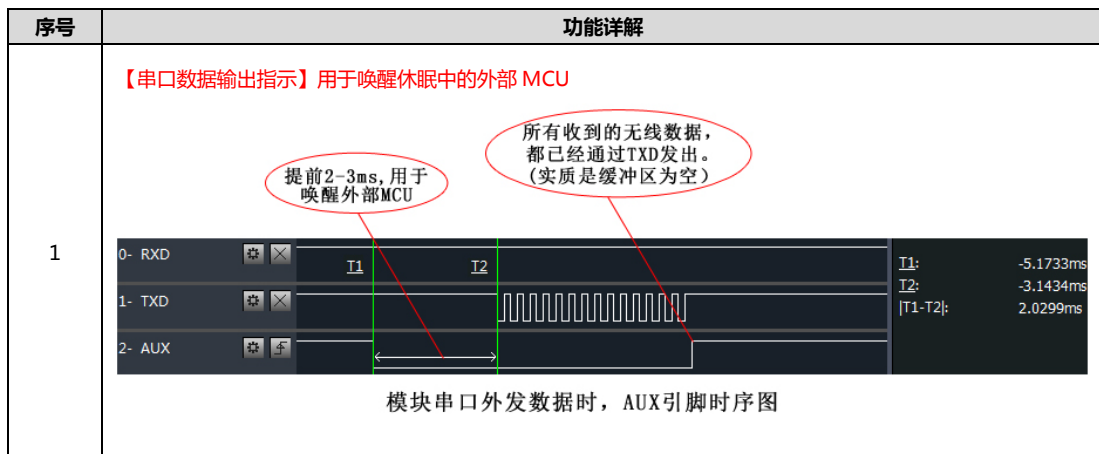 序号 功能详解
【串口数据输出指示】用于唤醒休眠中的外部 MCU
所有收到的无线数据,
都已经通过TXD发出。
(实质是缓冲区为空)
提前2-3ms,用于
唤醒外部MCU
1
0- RXD
T1 T2
1- TXD
2- AUX
T1: -5.1733ms
T2: -3.1434ms
|T1-T2|: 2.0299ms
模块串口外发数据时，AUX引脚时序图